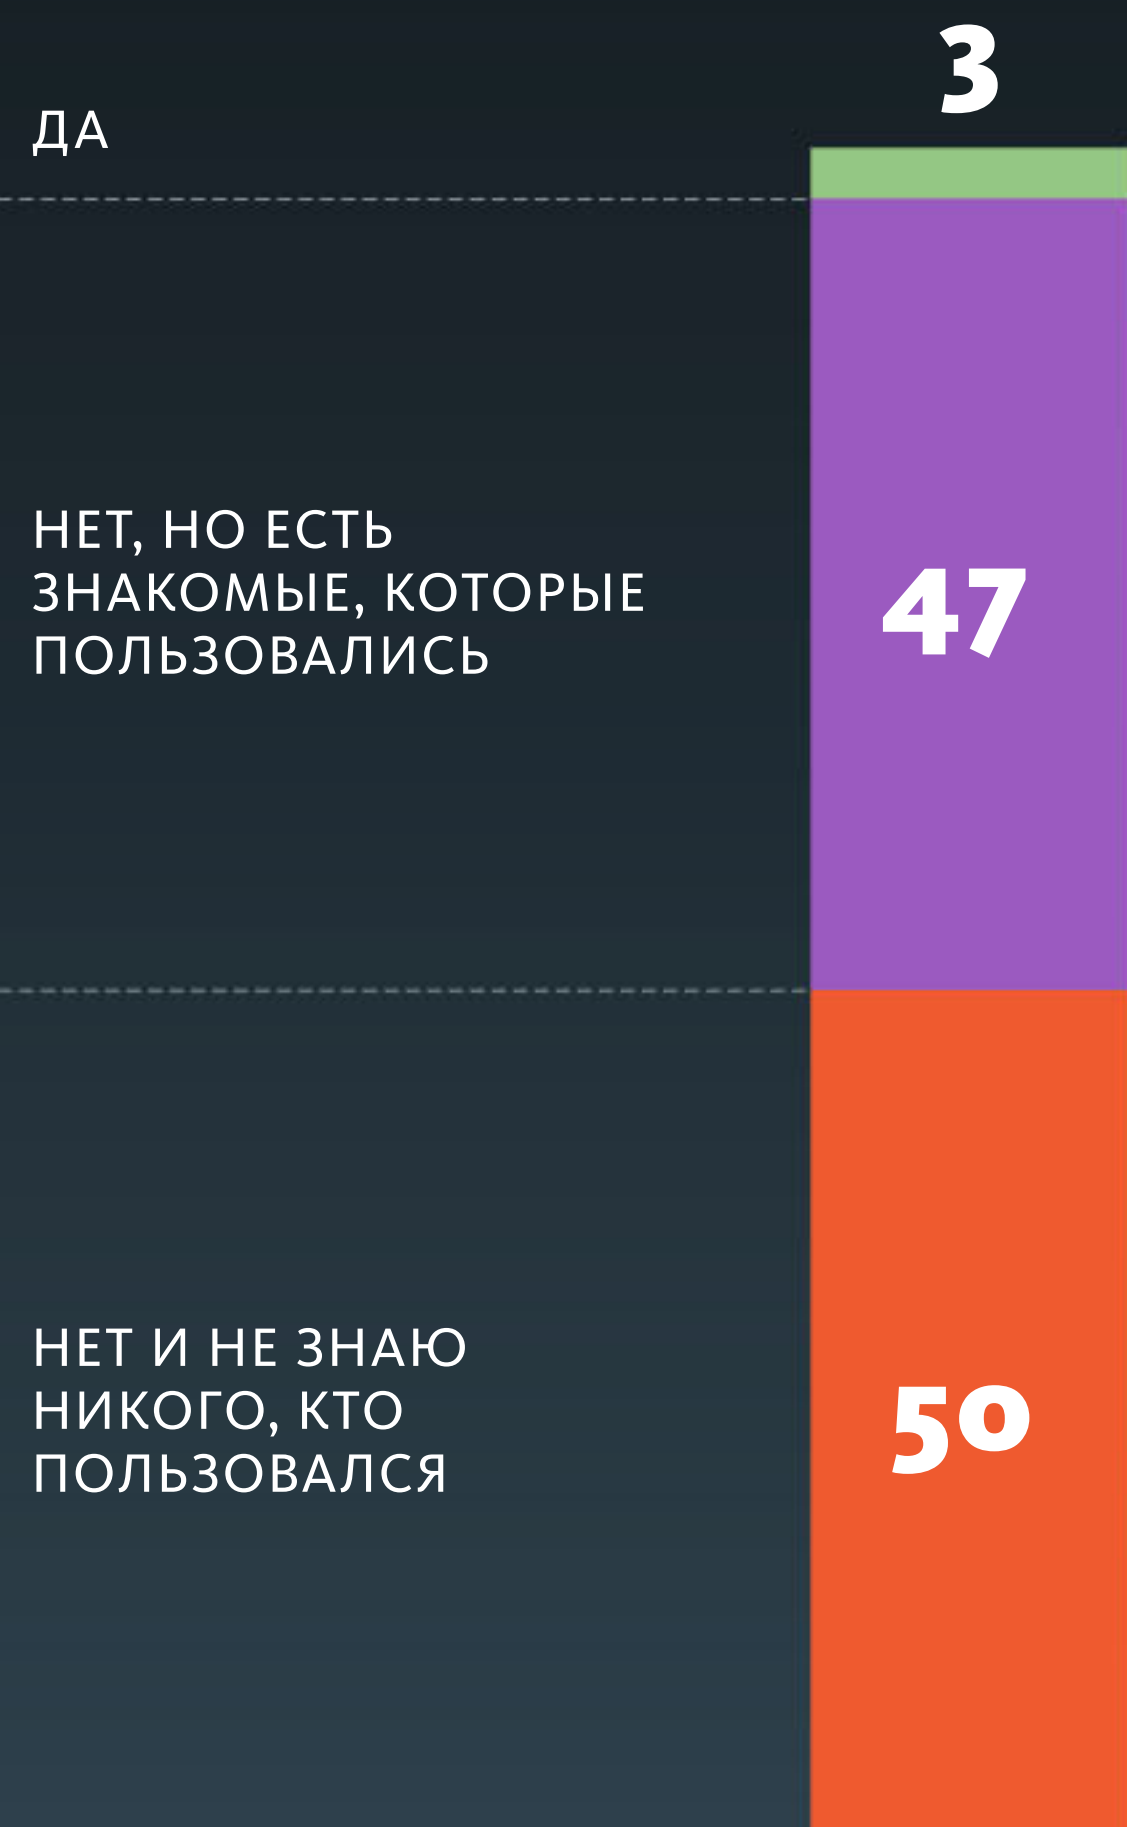 3
ДА
НЕТ, НО ЕСТЬ
ЗНАКОМЫЕ, КОТОРЫЕ
ПОЛЬЗОВАЛИСЬ
47
НЕТ И НЕ ЗНАЮ
НИКОГО, КТО
ПОЛЬЗОВАЛСЯ
50